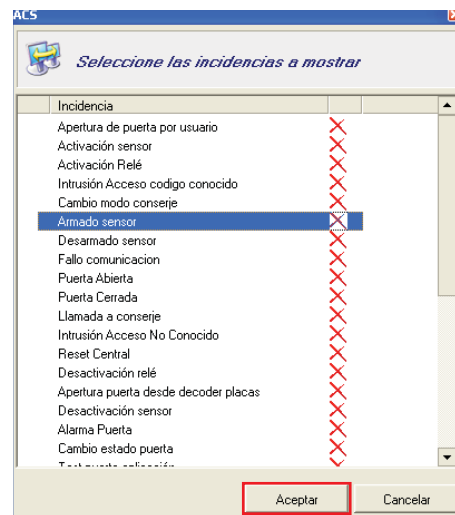 ACS
Seleccione las incidencias a mostrar
Incidencia
Apertura de puerta por usuario
Activación sensor
Activación Relé
Intrusión Acceso codigo conocido
Cambio modo conserje
Armado sensor
Desarmado sensor
Fallo comunicacion
Puerta Abierta
Puerta Cerrada
Llamada a conserje
Intrusión Acceso No Conocido
Reset Central
Desactivación relé
Apertura puerta desde decoder placas
Desactivación sensor
Alarma Puerta
Cambio estado puerta
Aceptar Cancelar